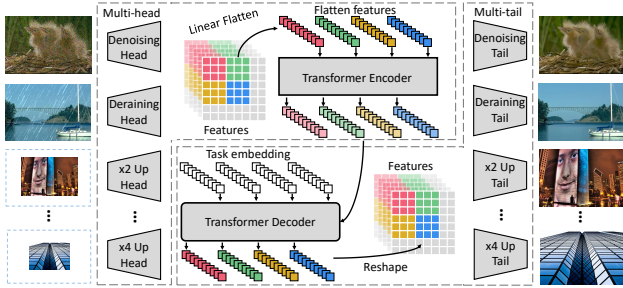 Multi-head
Denoising
Head
Deraining
Head
x2 Up
Head
...
x4 Up
Head
Linear Flatten
Flatten features
Features
Transformer Encoder
Task embedding
Features
Transformer Decoder
Reshape
Multi-tail
Denoising
Tail
Deraining
Tail
x2 Up
Tail
...
x4 Up
Tail